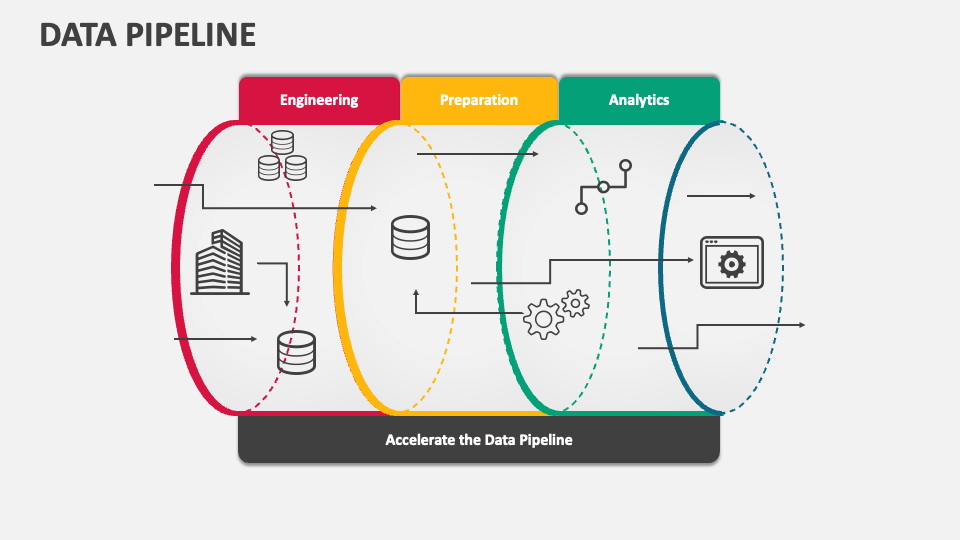 DATA PIPELINE
Engineering
Preparation
Analytics
Accelerate the Data Pipeline